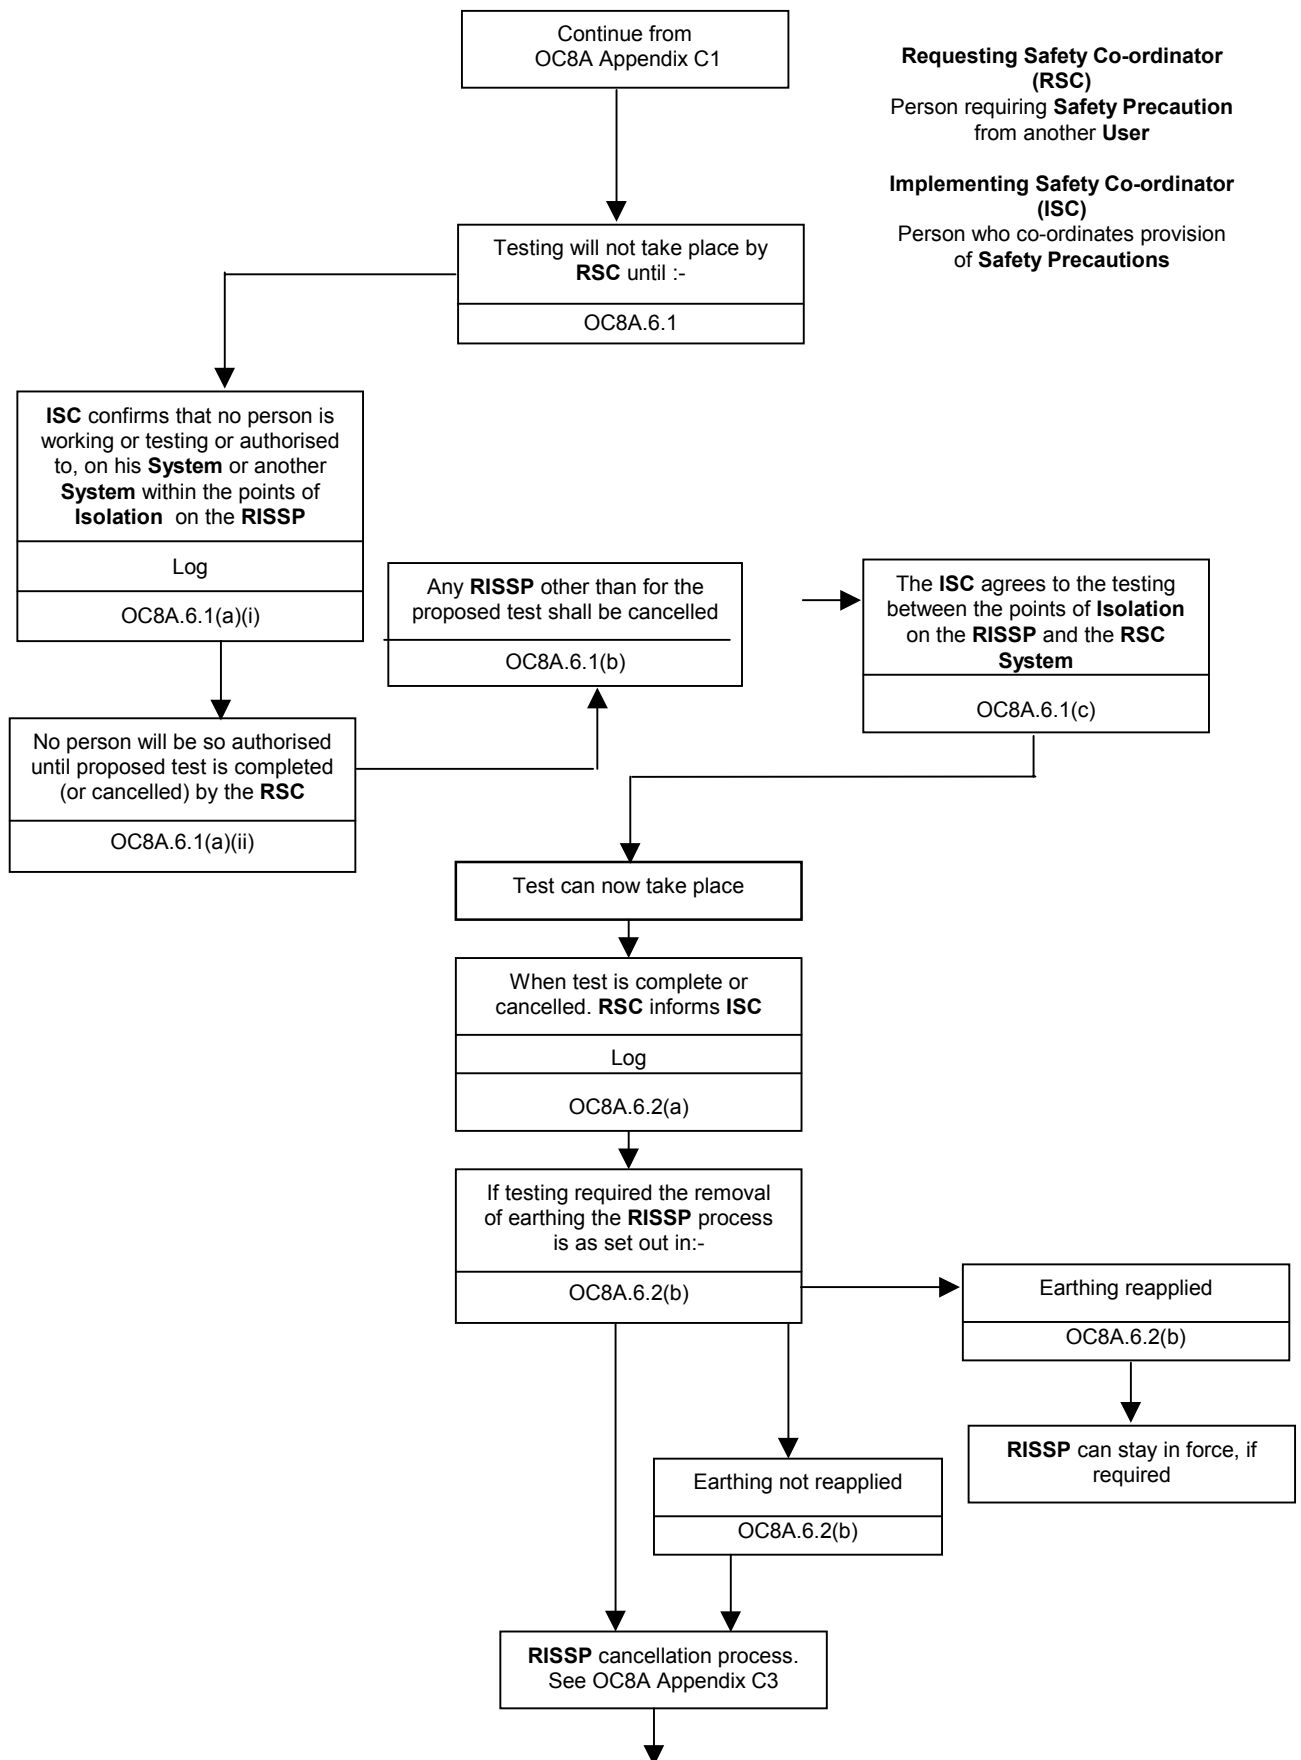 Continue from
OC8A Appendix C1
Requesting Safety Co-ordinator
(RSC)
Person requiring Safety Precaution
from another User
Implementing Safety Co-ordinator
(ISC)
Person who co-ordinates provision
of Safety Precautions
Testing will not take place by
RSC until :-
OC8A.6.1
ISC confirms that no person is
working or testing or authorised
to, on his System or another
System within the points of
Isolation on the RISSP
Log
OC8A.6.1(a)(i)
No person will be so authorised
until proposed test is completed
(or cancelled) by the RSC
OC8A.6.1(a)(ii)
Any RISSP other than for the
proposed test shall be cancelled
OC8A.6.1(b)
The ISC agrees to the testing
between the points of Isolation
on the RISSP and the RSC
System
OC8A.6.1(c)
Test can now take place
When test is complete or
cancelled. RSC informs ISC
Log
OC8A.6.2(a)
If testing required the removal
of earthing the RISSP process
is as set out in:-
OC8A.6.2(b)
Earthing reapplied
OC8A.6.2(b)
RISSP can stay in force, if
required
Earthing not reapplied
OC8A.6.2(b)
RISSP cancellation process.
See OC8A Appendix C3